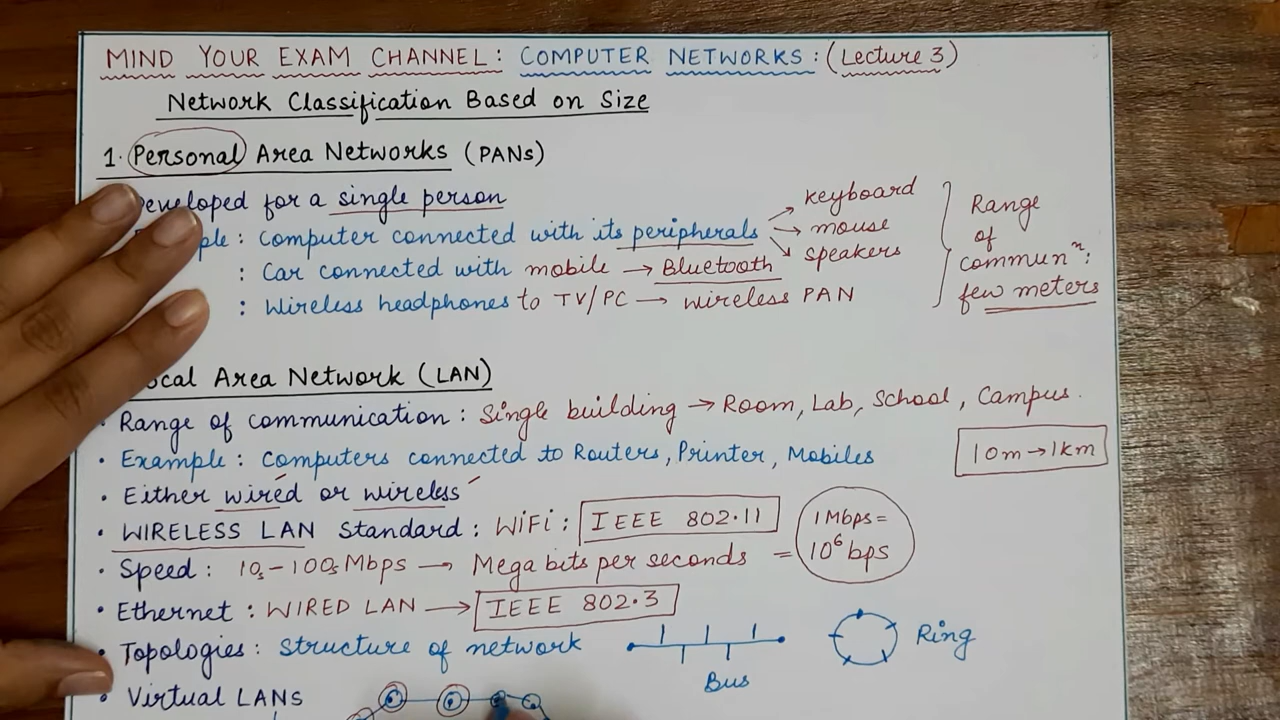 MIND YOUR EXAM CHANNEL: COMPUTER NETWORKS: (Lecture 3)
Network Classification Based on Size
1. Personal Area Networks (PANs)
Developed for a single person
ple: Computer connected with its peripherals → keyboard
→ mouse
→ speakers
: Car connected with mobile → Bluetooth
: Wireless headphones to TV/PC → wireless PAN
Range
of
communⁿ:
few meters
ocal Area Network (LAN)
• Range of communication: Single building → Room, Lab, School, Campus.
• Example: Computers connected to Routers, Printer, Mobiles
10m→1km
• Either wired or wireless
• WIRELESS LAN Standard: WiFi: IEEE 802.11
• Speed: 10s-100s Mbps → Mega bits per seconds = 1 Mbps =
10⁶ bps
• Ethernet: WIRED LAN → IEEE 802.3
• Topologies: Structure of network
Bus
Ring
• Virtual LANs